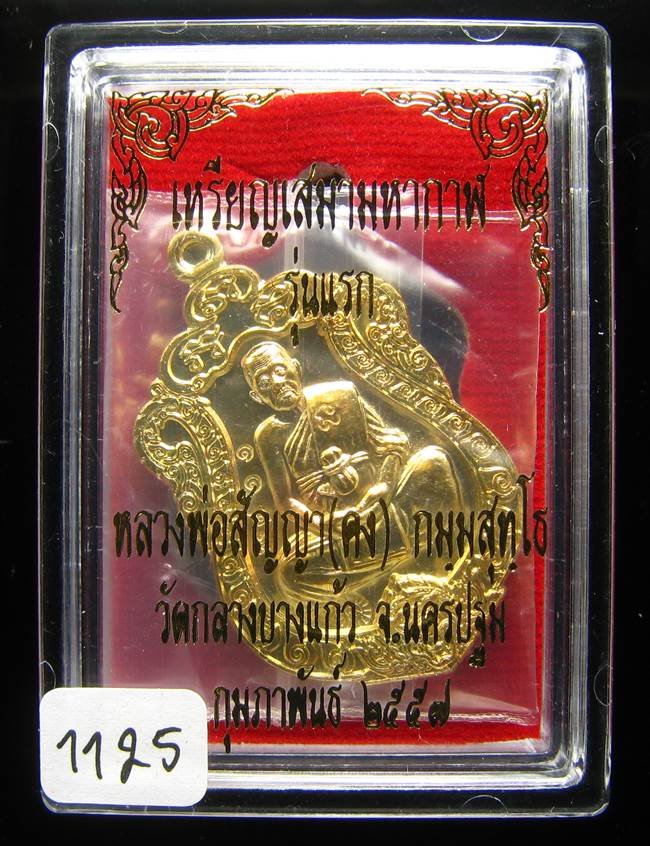 เหรียญเสมามหากาฬ
รุ่นแรก
หลวงพ่อสัญญา(คง) กมฺมสุทฺโธ
วัดกลางบางแก้ว จ.นครปฐม
กุมภาพันธ์ ๒๕๕๗
1125